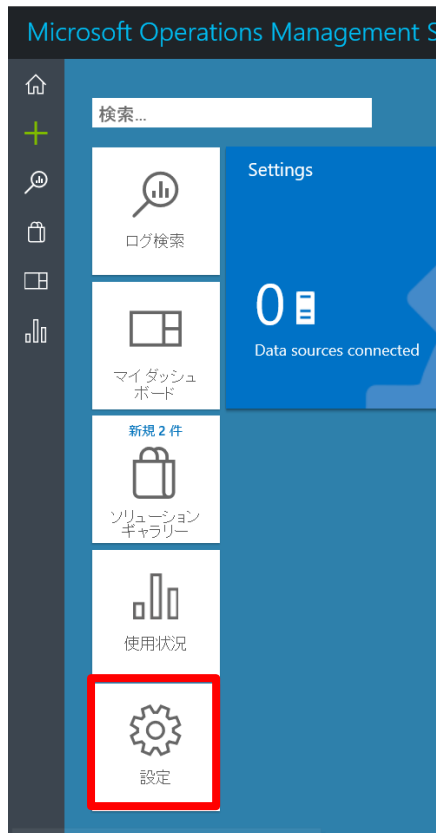 Microsoft Operations Management S
検索...
ログ検索
Settings
0
Data sources connected
マイ ダッシュ
ボード
新規 2 件
ソリューション
ギャラリー
使用状況
設定